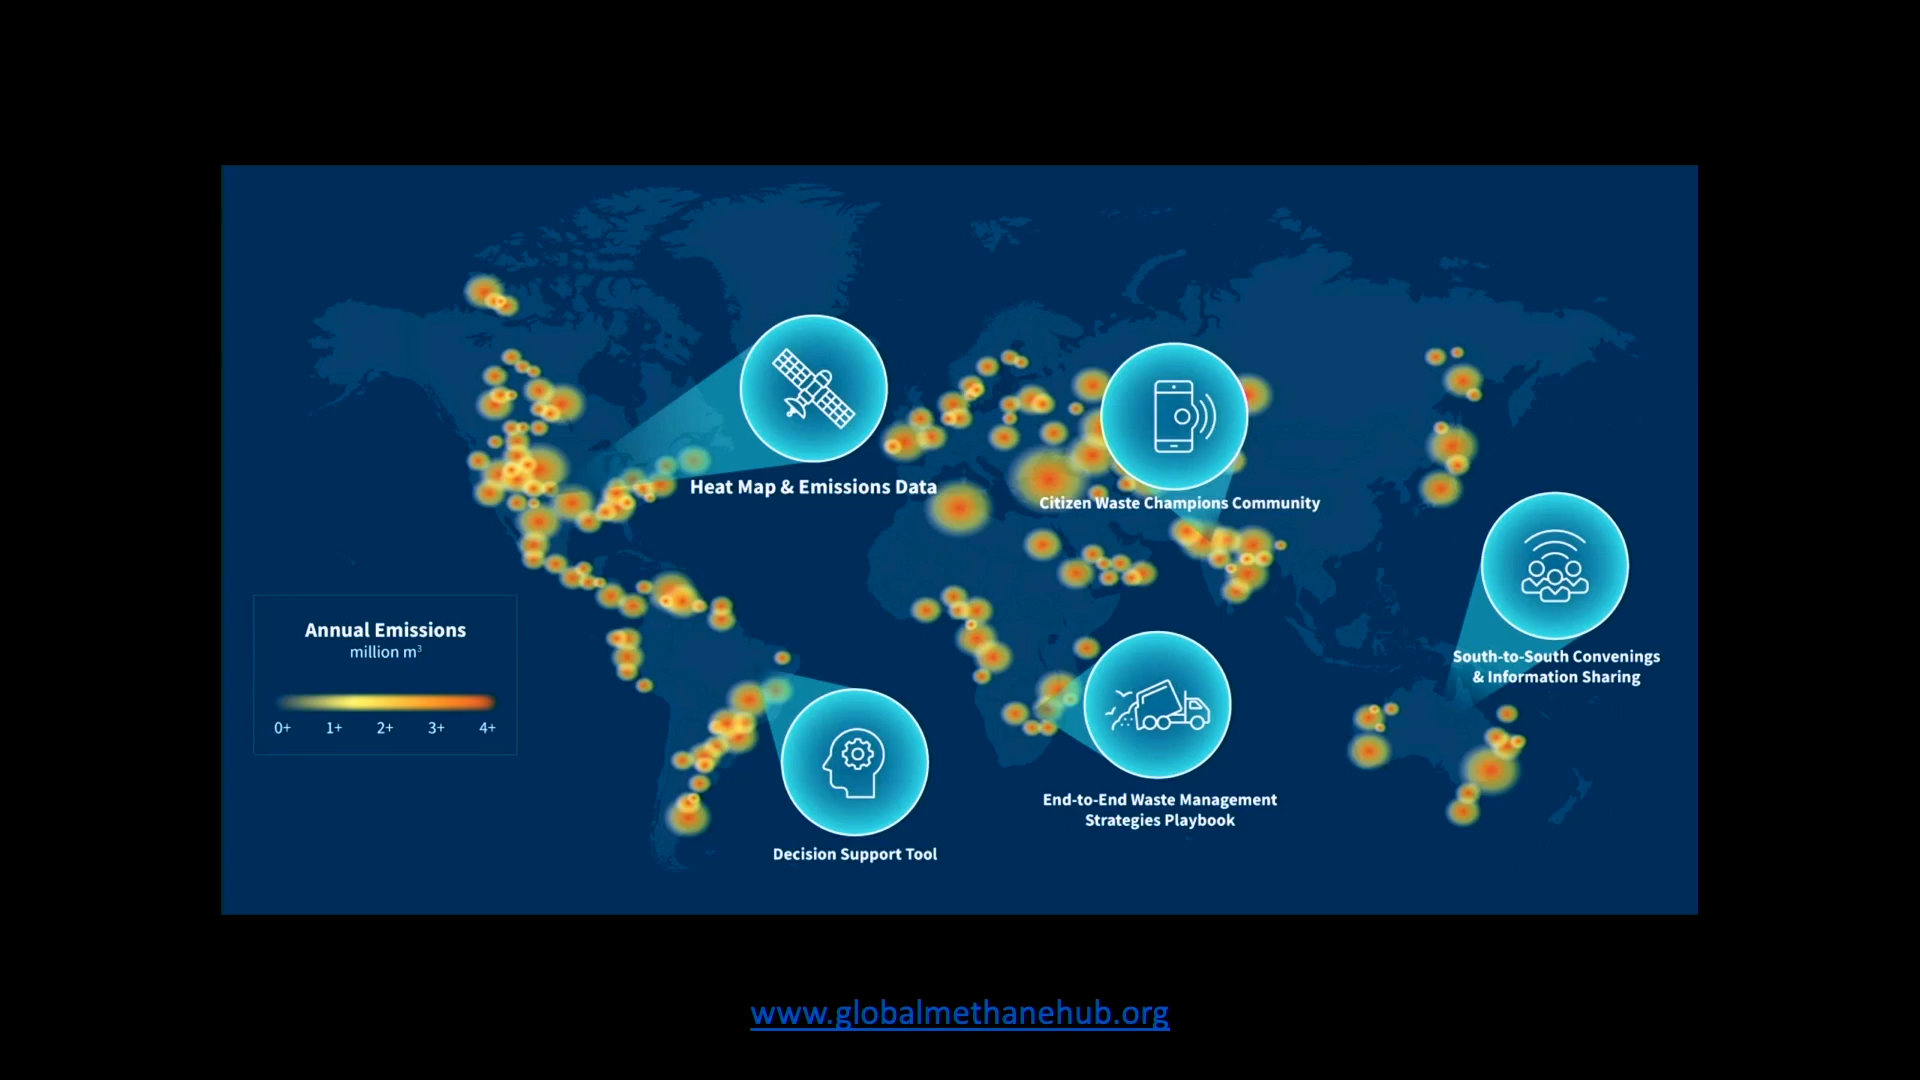 Heat Map & Emissions Data
Citizen Waste Champions Community
South-to-South Convenings
& Information Sharing
Annual Emissions
million m³
0+ 1+ 2+ 3+ 4+
End-to-End Waste Management
Strategies Playbook
Decision Support Tool
www.globalmethanehub.org